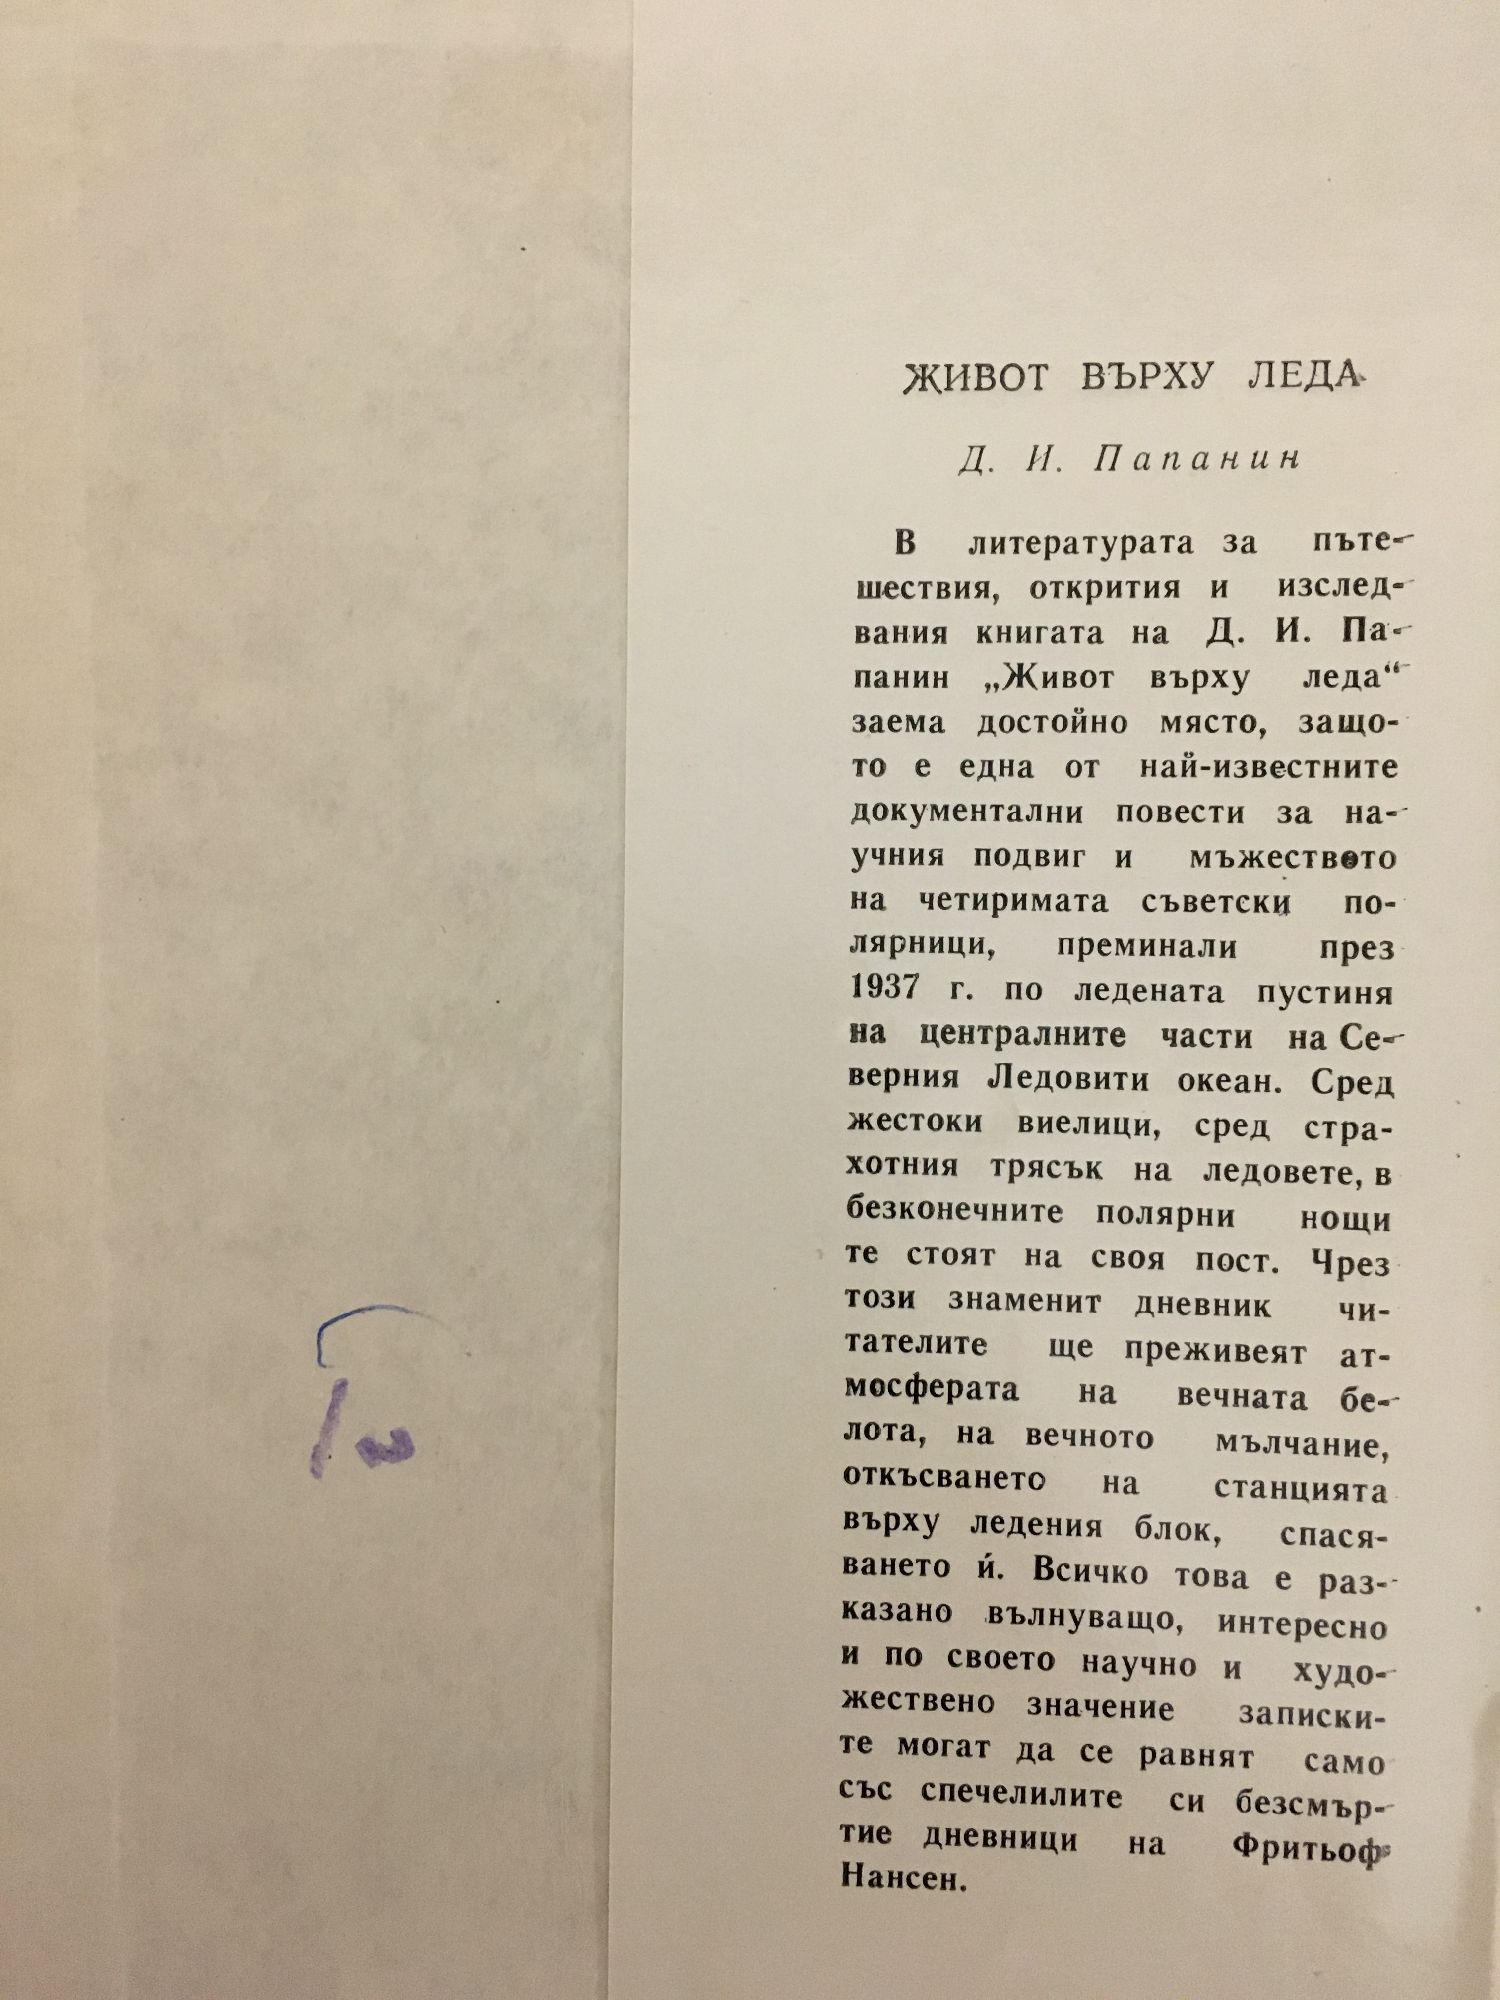 ЖИВОТ ВЪРХУ ЛЕДА
Д. И. Папанин
В литературата за пъте-
шествия, открития и изслед-
вания книгата на Д. И. Па-
панин „Живот върху леда“
заема достойно място, защо-
то е една от най-известните
документални повести за на-
учния подвиг и мъжеството
на четиримата съветски по-
лярници, преминали през
1937 г. по ледената пустиня
на централните части на Се-
верния Ледовити океан. Сред
жестоки виелици, сред стра-
хотния трясък на ледовете, в
безконечните полярни нощи
те стоят на своя пост. Чрез
този знаменит дневник чи-
тателите ще преживеят ат-
мосферата на вечната бе-
лота, на вечното мълчание,
откъсването на станцията
върху ледения блок, спася-
ването ѝ. Всичко това е раз-
казано вълнуващо, интересно
и по своето научно и худо-
жествено значение записки-
те могат да се равнят само
със спечелилите си безсмър-
тие дневници на Фритьоф
Нансен.